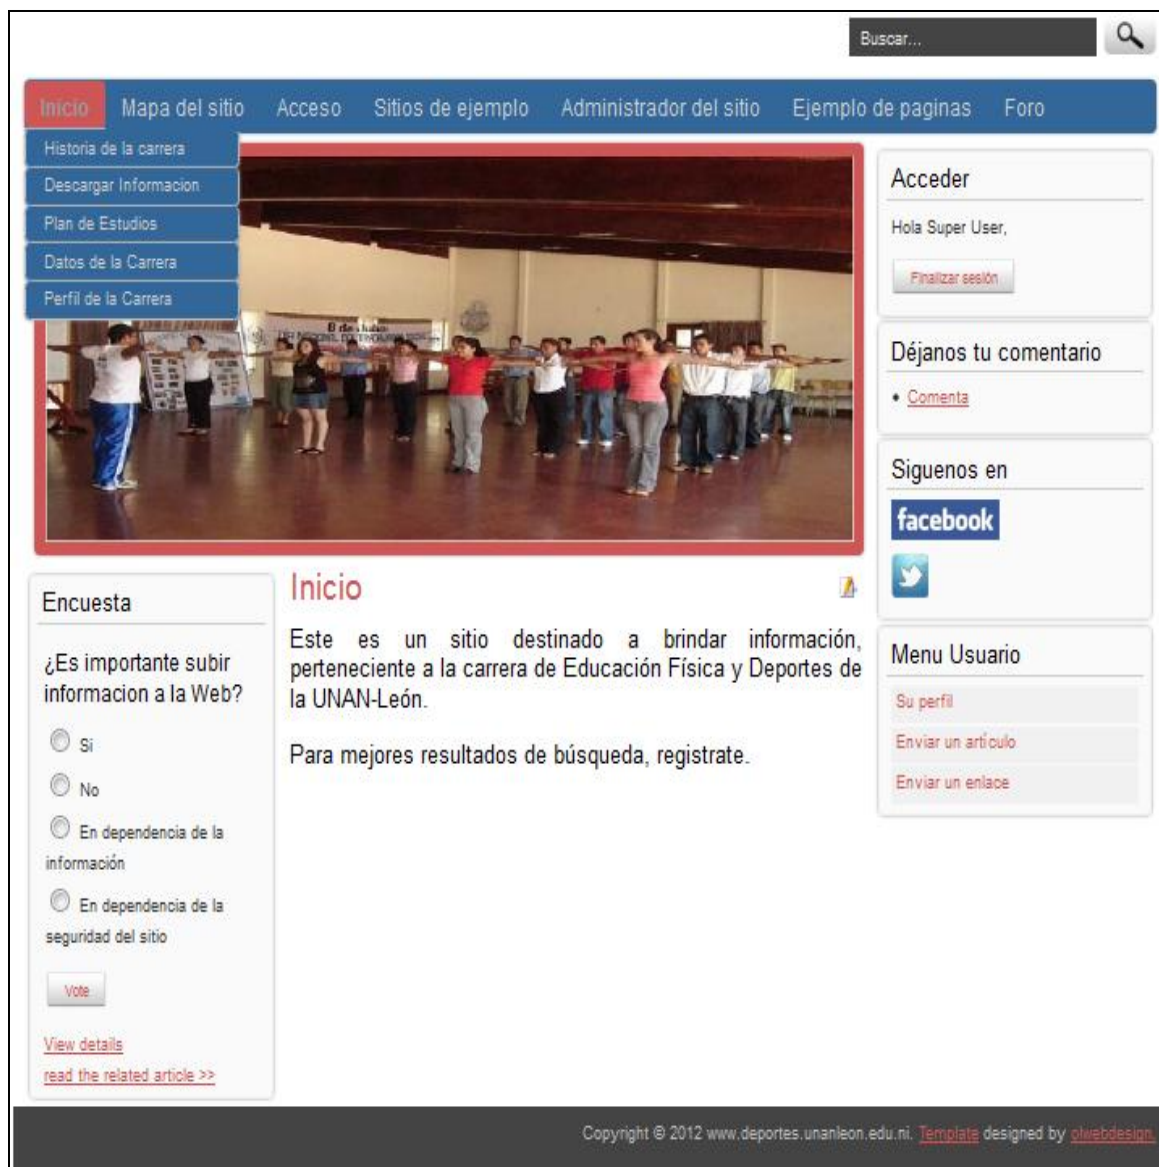 Buscar...
Inicio Mapa del sitio Acceso Sitios de ejemplo Administrador del sitio Ejemplo de paginas Foro
Historia de la carrera
Descargar Informacion
Plan de Estudios
Datos de la Carrera
Perfil de la Carrera
8 de
Acceder
Hola Super User,
Finalizar sesión
Déjanos tu comentario
• Comenta
Siguenos en
facebook
Encuesta
¿Es importante subir
informacion a la Web?
Si
No
En dependencia de la
información
En dependencia de la
seguridad del sitio
Vote
View details
read the related article >>
Inicio
Este es un sitio destinado a brindar información,
perteneciente a la carrera de Educación Física y Deportes de
la UNAN-León.
Para mejores resultados de búsqueda, registrate.
Menu Usuario
Su perfil
Enviar un artículo
Enviar un enlace
Copyright © 2012 www.deportes.unanleon.edu.ni. Template designed by olwebdesign.